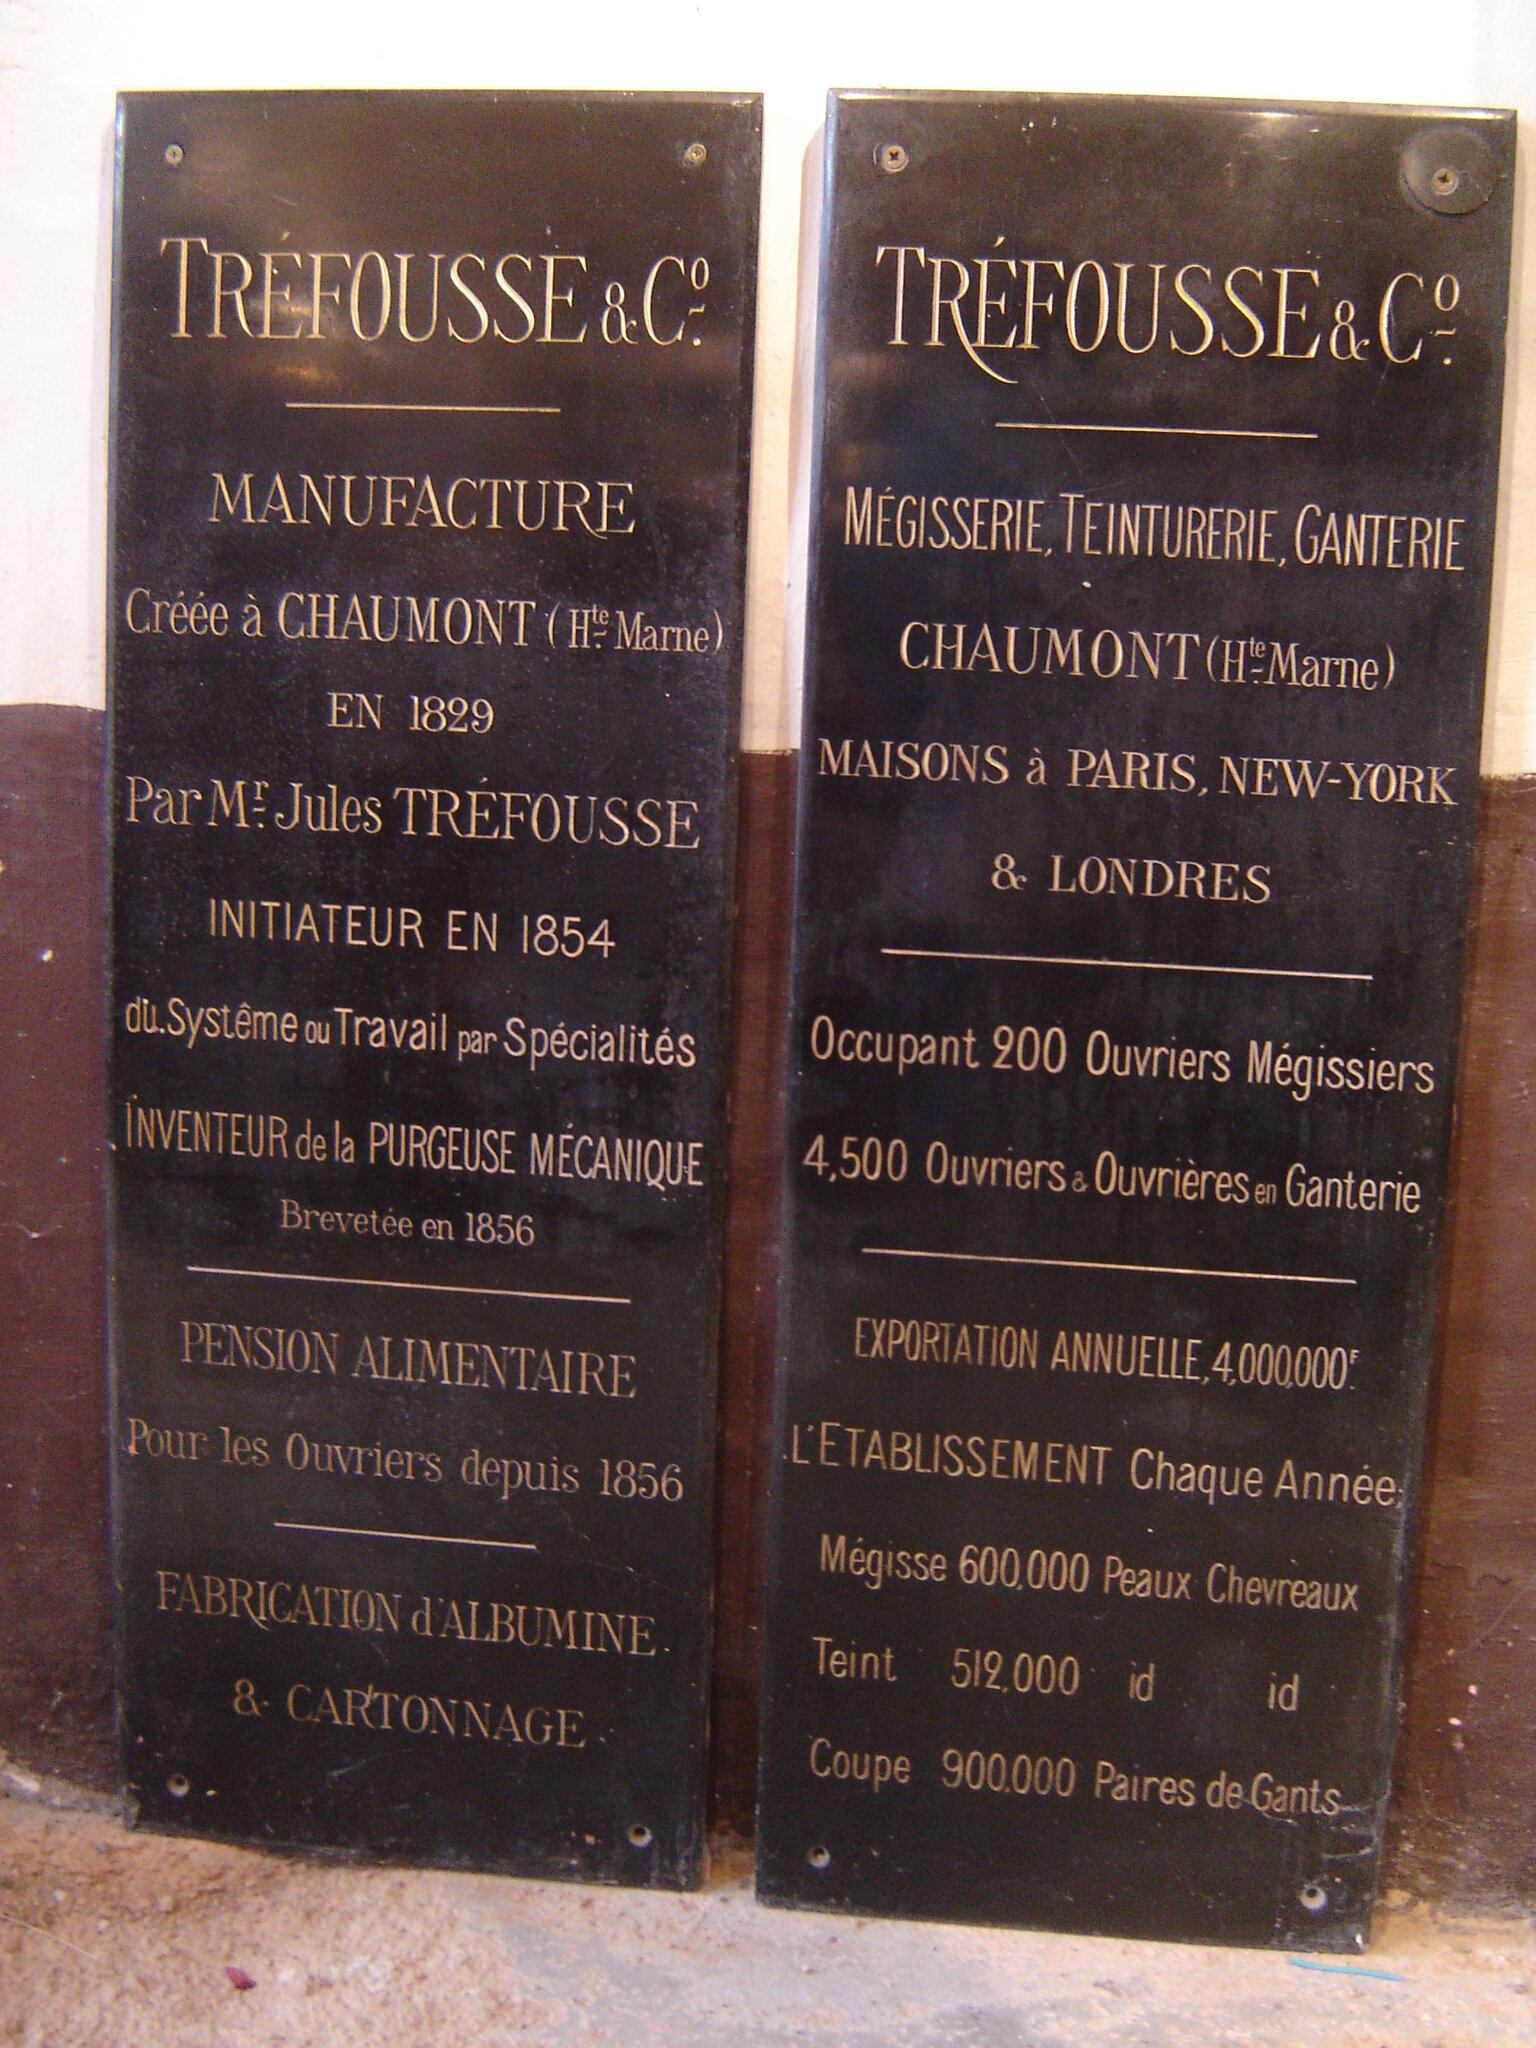 TRÉFOUSSE & Cº.
MANUFACTURE
Créée à CHAUMONT (Hte Marne)
EN 1829
Par Mr. Jules TRÉFOUSSE
INITIATEUR EN 1854
du Systême ou Travail par Spécialités
INVENTEUR de la PURGEUSE MÉCANIQUE
Brevetée en 1856
PENSION ALIMENTAIRE
Pour les Ouvriers depuis 1856
FABRICATION d'ALBUMINE
& CARTONNAGE
TRÉFOUSSE & Cº.
MÉGISSERIE, TEINTURERIE, GANTERIE
CHAUMONT (Hte Marne)
MAISONS à PARIS, NEW-YORK
& LONDRES
Occupant 200 Ouvriers Mégissiers
4,500 Ouvriers & Ouvrières en Ganterie
EXPORTATION ANNUELLE, 4,000,000F.
L'ETABLISSEMENT Chaque Année,
Mégisse 600,000 Peaux Chevreaux
Teint 512,000 id id
Coupe 900,000 Paires de Gants